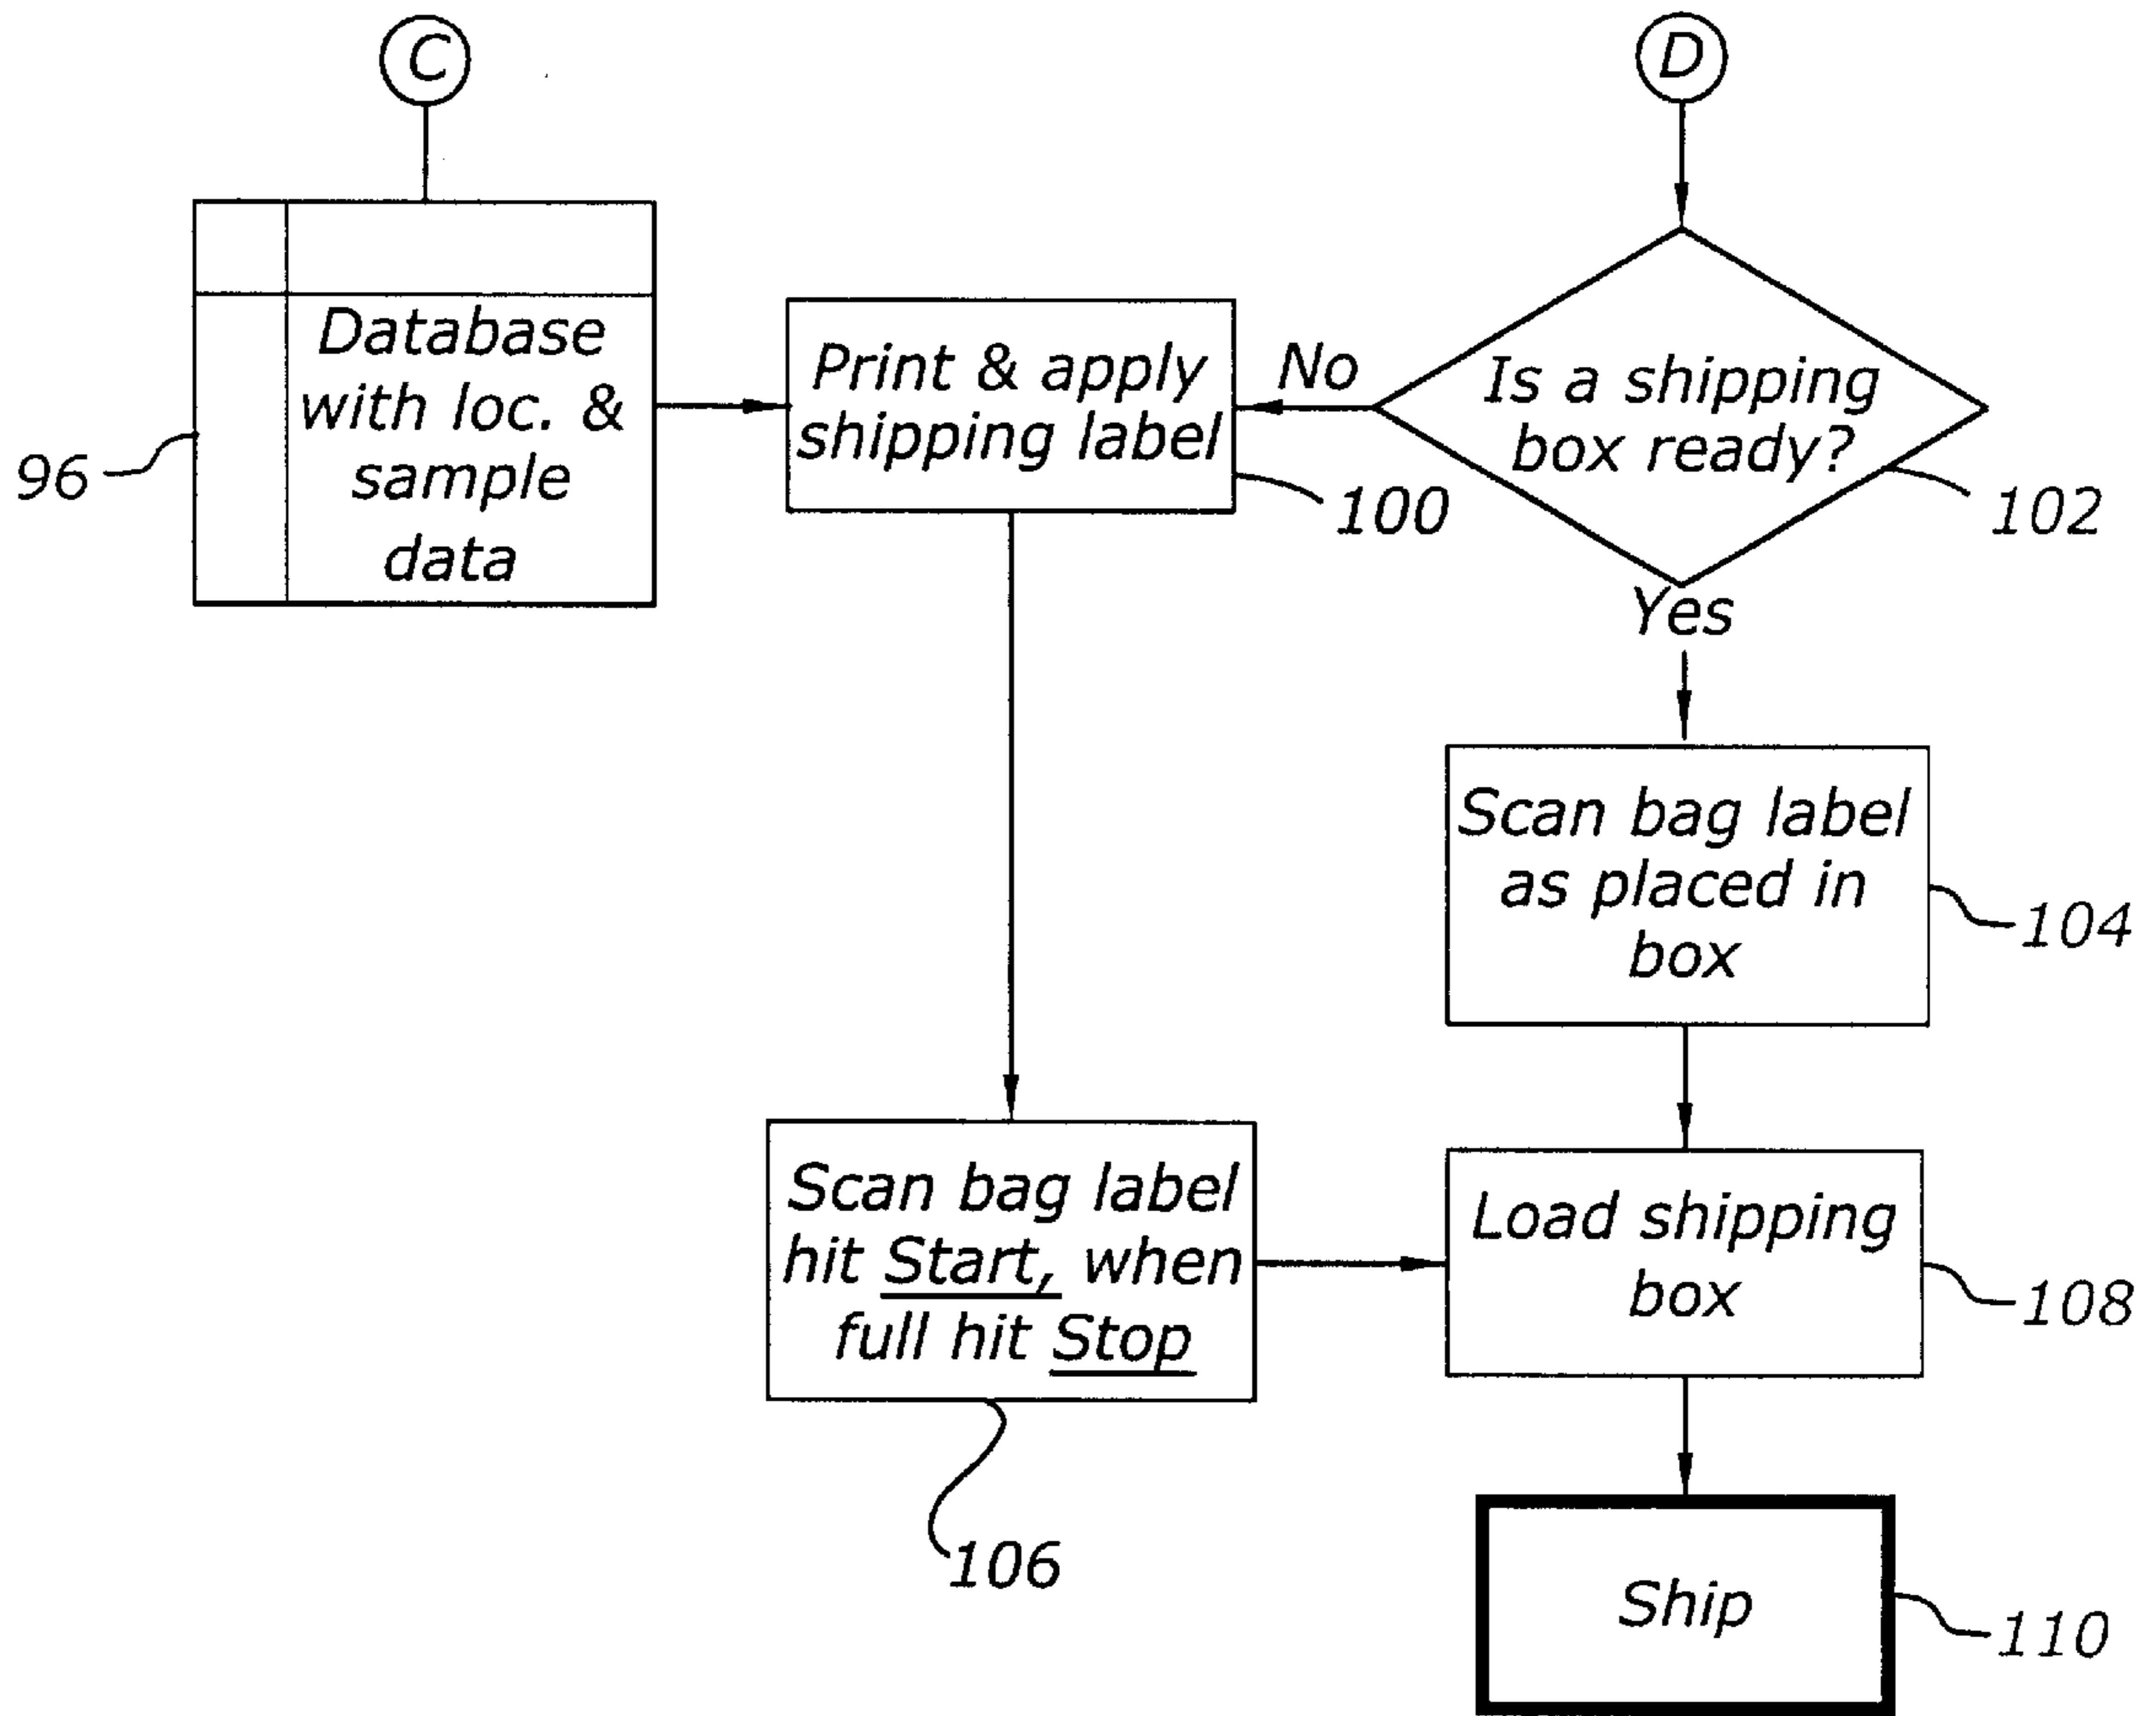 C
D
Database
with loc. &
sample
data
96
Print & apply
shipping label
100
No
Is a shipping
box ready?
102
Yes
Scan bag label
as placed in
box
104
Scan bag label
hit Start, when
full hit Stop
106
Load shipping
box
108
Ship
110